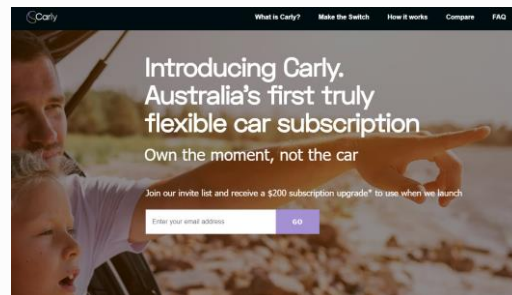 Carly
What is Carly? Make the Switch How it works Compare FAQ
Introducing Carly.
Australia's first truly
flexible car subscription
Own the moment, not the car
Join our invite list and receive a $200 subscription upgrade* to use when we launch
Enter your email address GO